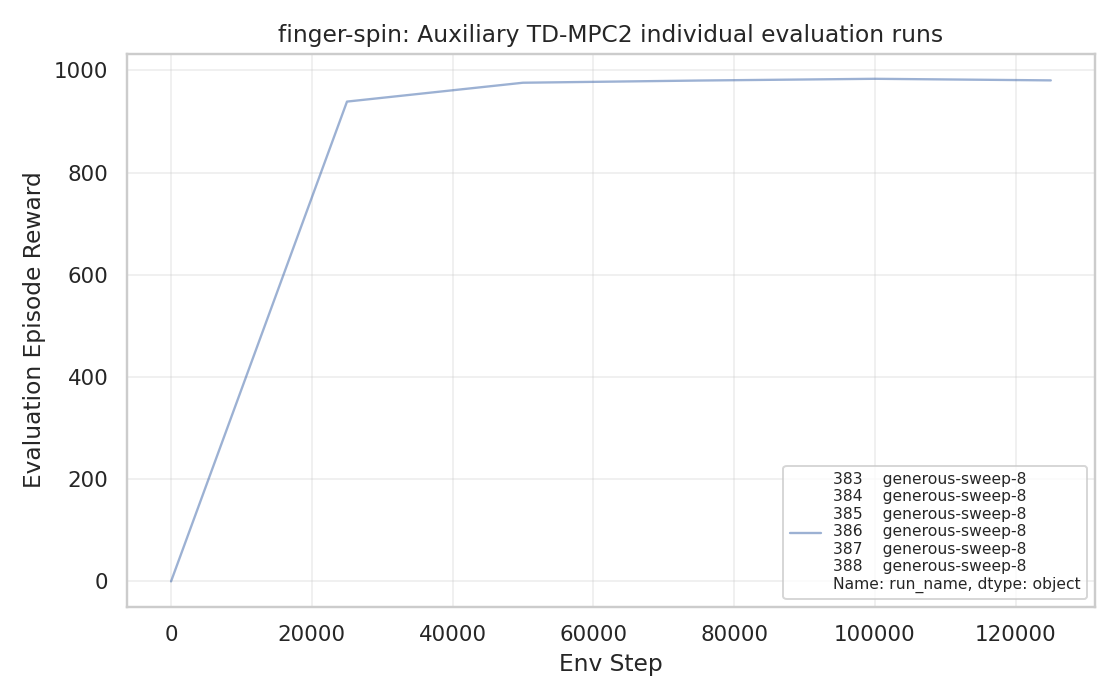 finger-spin: Auxiliary TD-MPC2 individual evaluation runs
1000
800
600
400
200
0
Evaluation Episode Reward
383 generous-sweep-8
384 generous-sweep-8
385 generous-sweep-8
386 generous-sweep-8
387 generous-sweep-8
388 generous-sweep-8
Name: run_name, dtype: object
0 20000 40000 60000 80000 100000 120000
Env Step